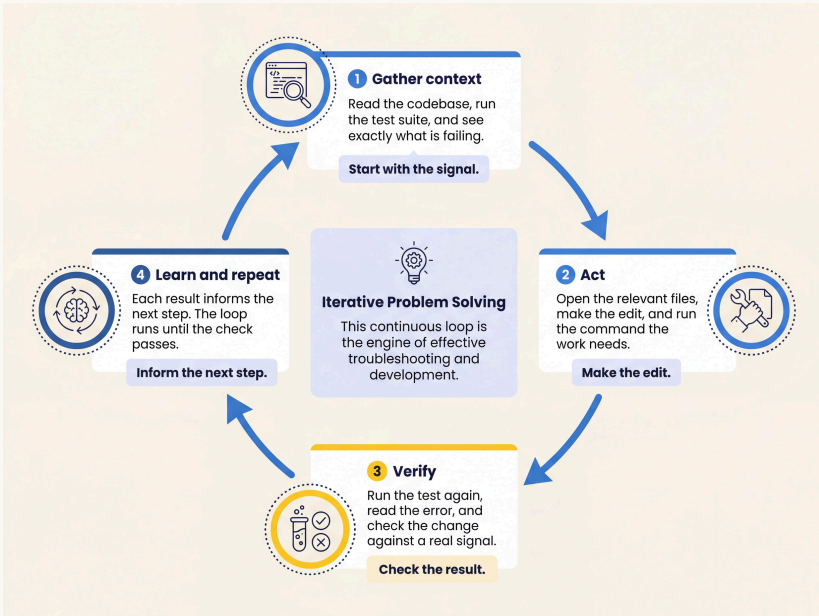 1 Gather context
Read the codebase, run
the test suite, and see
exactly what is failing.
Start with the signal.
2 Act
Open the relevant files,
make the edit, and run
the command the
work needs.
Make the edit.
3 Verify
Run the test again,
read the error, and
check the change
against a real signal.
Check the result.
4 Learn and repeat
Each result informs the
next step. The loop
runs until the check
passes.
Inform the next step.
Iterative Problem Solving
This continuous loop is
the engine of effective
troubleshooting and
development.